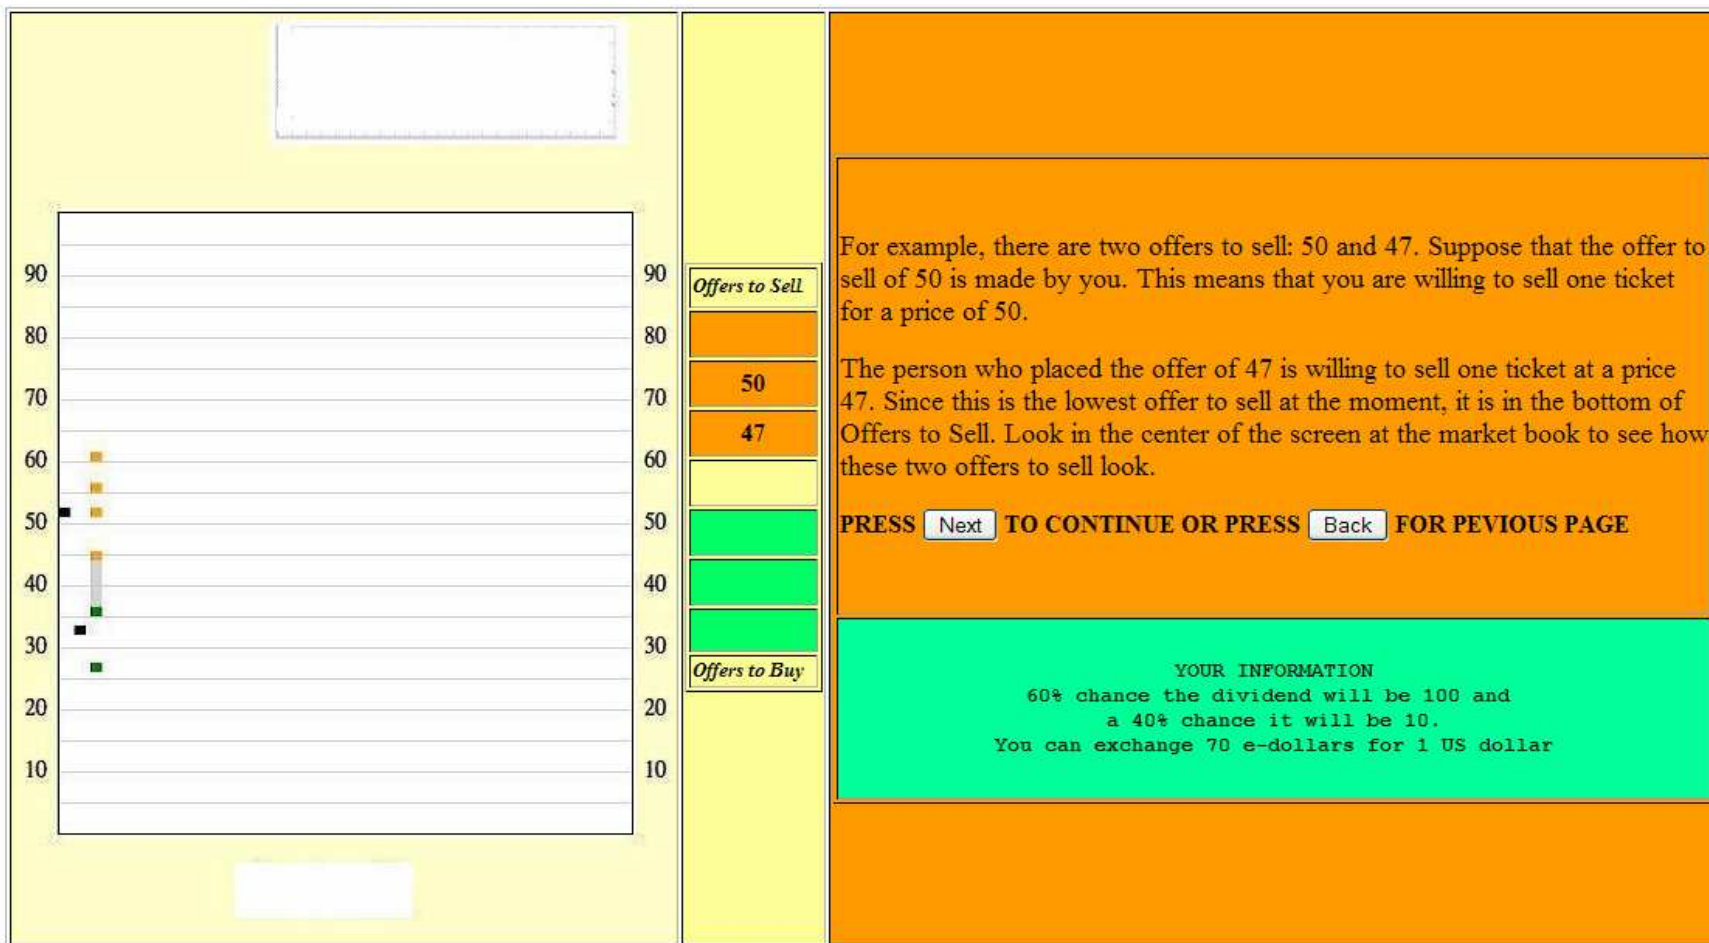 90
80
70
60
50
40
30
20
10
90
80
70
60
50
40
30
20
10
Offers to Sell
50
47
Offers to Buy
For example, there are two offers to sell: 50 and 47. Suppose that the offer to
sell of 50 is made by you. This means that you are willing to sell one ticket
for a price of 50.
The person who placed the offer of 47 is willing to sell one ticket at a price
47. Since this is the lowest offer to sell at the moment, it is in the bottom of
Offers to Sell. Look in the center of the screen at the market book to see how
these two offers to sell look.
PRESS Next TO CONTINUE OR PRESS Back FOR PEVIOUS PAGE
YOUR INFORMATION
60% chance the dividend will be 100 and
a 40% chance it will be 10.
You can exchange 70 e-dollars for 1 US dollar